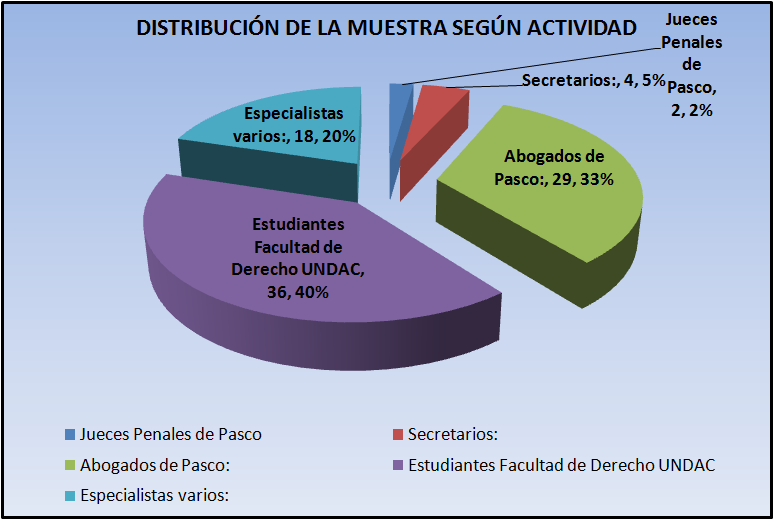 DISTRIBUCIÓN DE LA MUESTRA SEGÚN ACTIVIDAD
Jueces
Penales
de
Pasco,
2, 2%
Secretarios:, 4, 5%
Especialistas
varios:, 18, 20%
Abogados de
Pasco:, 29, 33%
Estudiantes
Facultad de
Derecho UNDAC,
36, 40%
Jueces Penales de Pasco
Secretarios:
Abogados de Pasco:
Estudiantes Facultad de Derecho UNDAC
Especialistas varios: